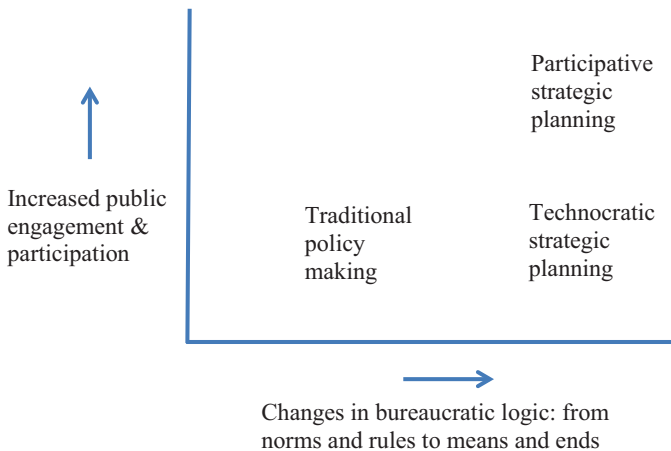 Participative
strategic
planning
Increased public
engagement &
participation
Traditional
policy
making
Technocratic
strategic
planning
Changes in bureaucratic logic: from
norms and rules to means and ends